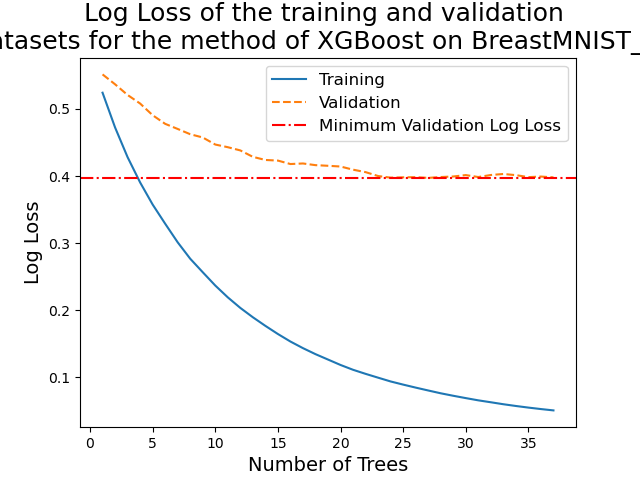 Log Loss of the training and validation
tasets for the method of XGBoost on BreastMNIST_
Training
Validation
Minimum Validation Log Loss
Log Loss
0.5
0.4
0.3
0.2
0.1
0 5 10 15 20 25 30 35
Number of Trees